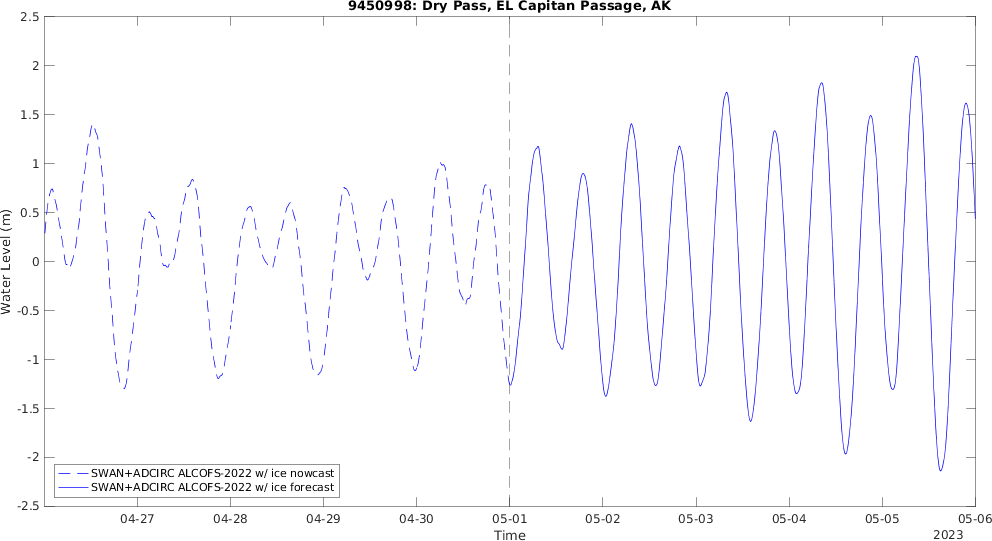 9450998: Dry Pass, EL Capitan Passage, AK
2.5
2
1.5
1
0.5
0
-0.5
-1
-1.5
-2
-2.5
Water Level (m)
SWAN+ADCIRC ALCOFS-2022 w/ ice nowcast
SWAN+ADCIRC ALCOFS-2022 w/ ice forecast
04-27 04-28 04-29 04-30 05-01 05-02 05-03 05-04 05-05 05-06
Time
2023